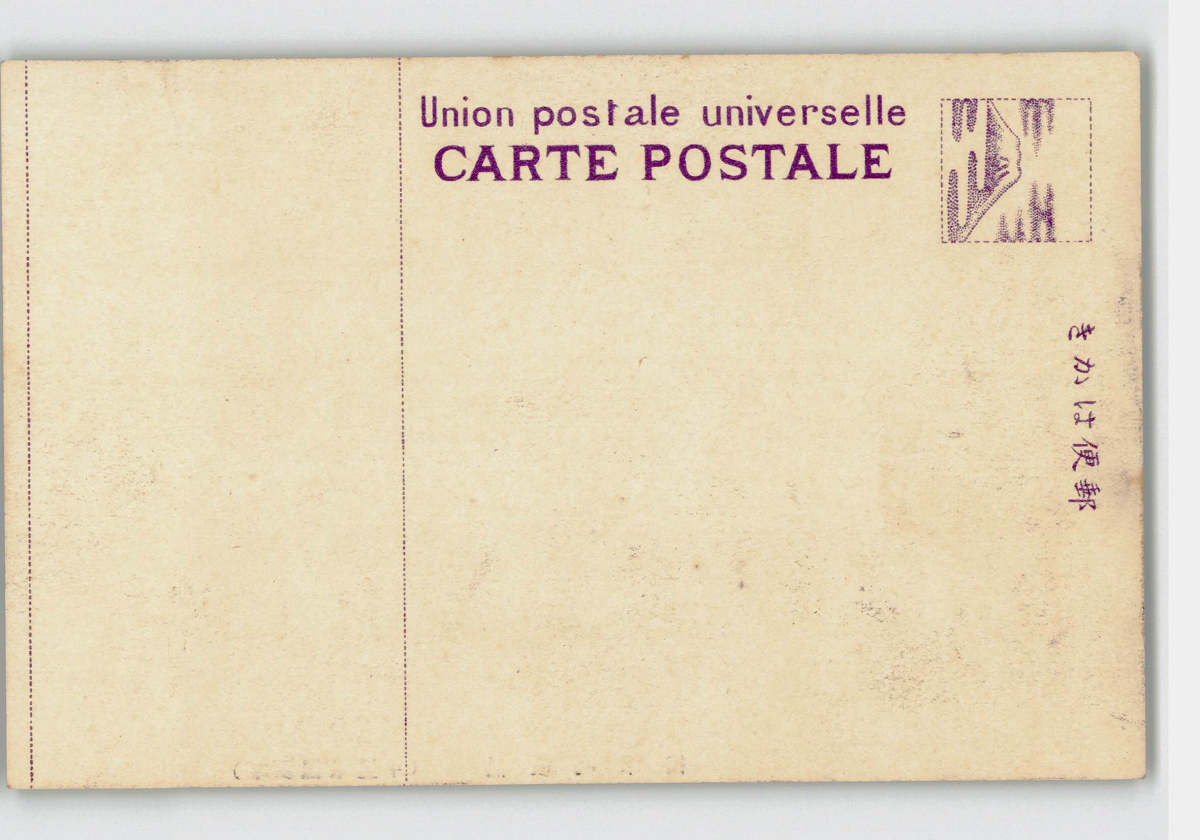 Union postale universelle
CARTE POSTALE
郵便はかき